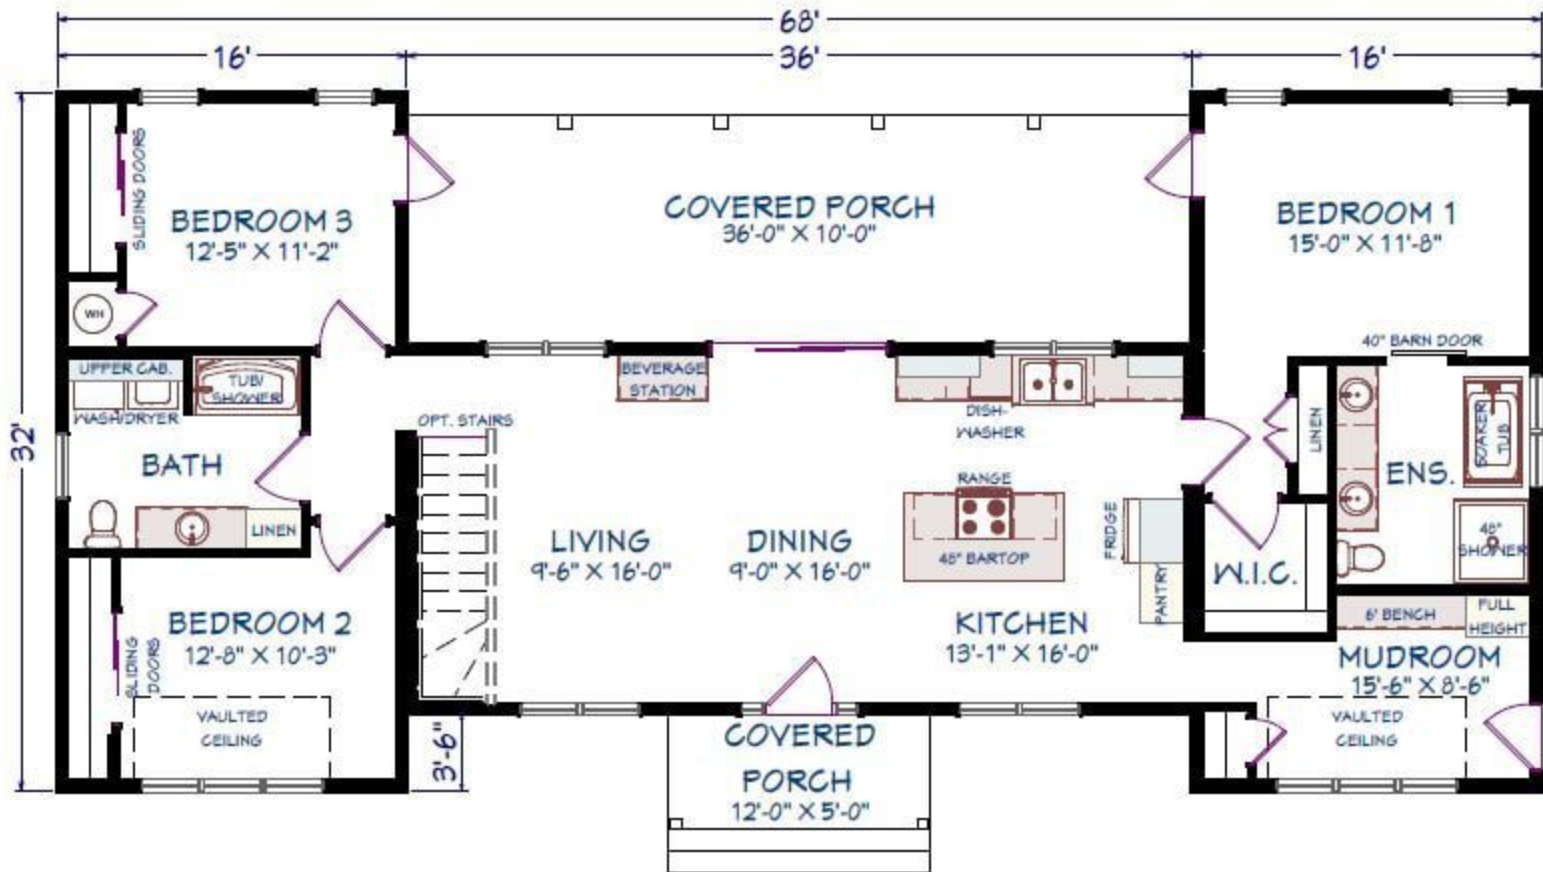 68'
16'
36'
16'
32'
SLIDING DOORS
BEDROOM 3
12'-5" X 11'-2"
WH
COVERED PORCH
36'-0" X 10'-0"
BEDROOM 1
15'-0" X 11'-8"
40" BARN DOOR
UPPER CAB.
TUB/
SHOWER
WASH/DRYER
BATH
LINEN
OPT. STAIRS
BEVERAGE
STATION
DISH-
WASHER
RANGE
48" BARTOP
FRIDGE
PANTRY
LINEN
SOAKER
TUB
ENS.
48"
SHOWER
W.I.C.
LIVING
9'-6" X 16'-0"
DINING
9'-0" X 16'-0"
KITCHEN
13'-1" X 16'-0"
BEDROOM 2
12'-8" X 10'-3"
SLIDING
DOORS
VAULTED
CEILING
3'-6"
COVERED
PORCH
12'-0" X 5'-0"
6' BENCH
FULL
HEIGHT
MUDROOM
15'-6" X 8'-6"
VAULTED
CEILING